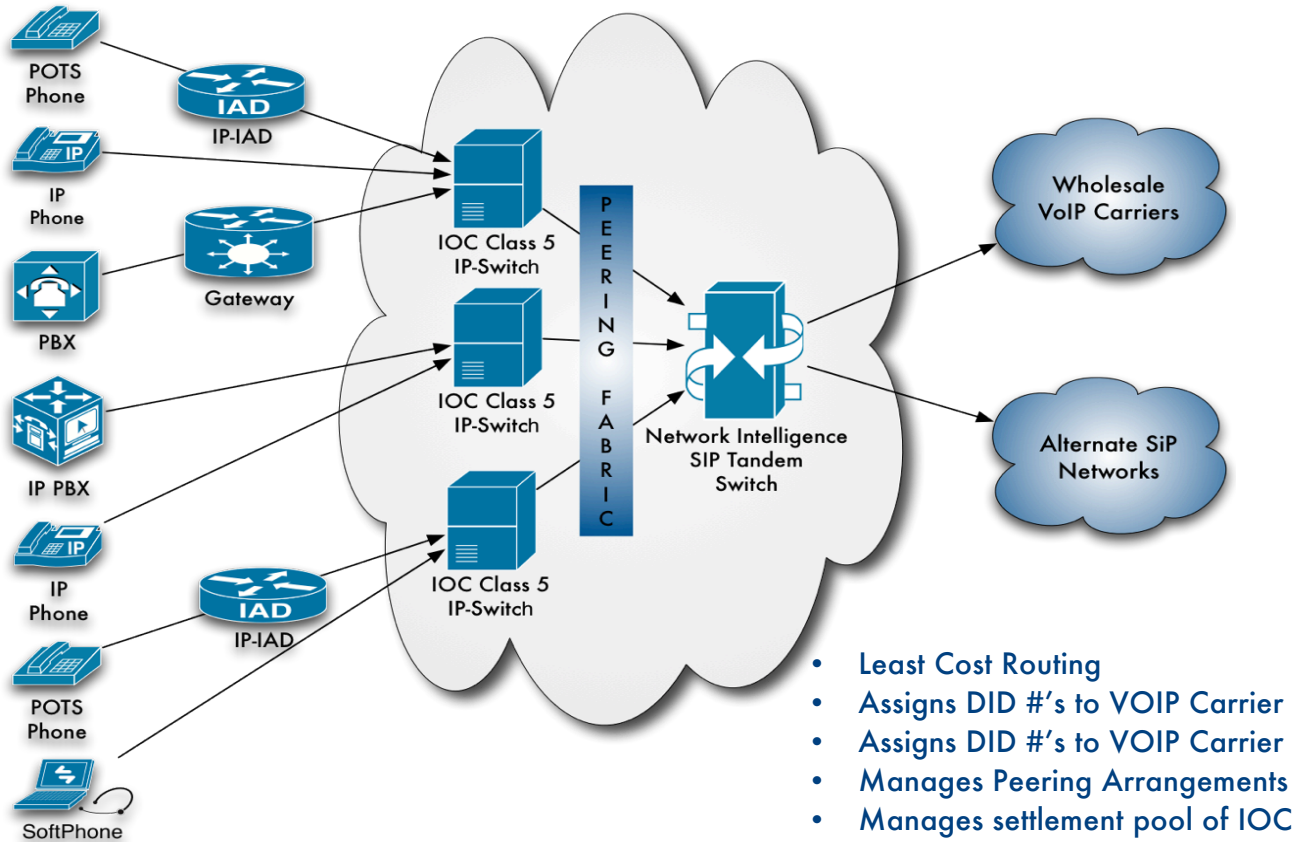 POTS
Phone
IAD
IP-IAD
IP
IP
Phone
Gateway
PBX
IP PBX
IP
IP
Phone
IAD
IP-IAD
POTS
Phone
SoftPhone
IOC Class 5
IP-Switch
IOC Class 5
IP-Switch
IOC Class 5
IP-Switch
PEERING FABRIC
Network Intelligence
SIP Tandem
Switch
Wholesale
VoIP Carriers
Alternate SiP
Networks
• Least Cost Routing
• Assigns DID #'s to VOIP Carrier
• Assigns DID #'s to VOIP Carrier
• Manages Peering Arrangements
• Manages settlement pool of IOC